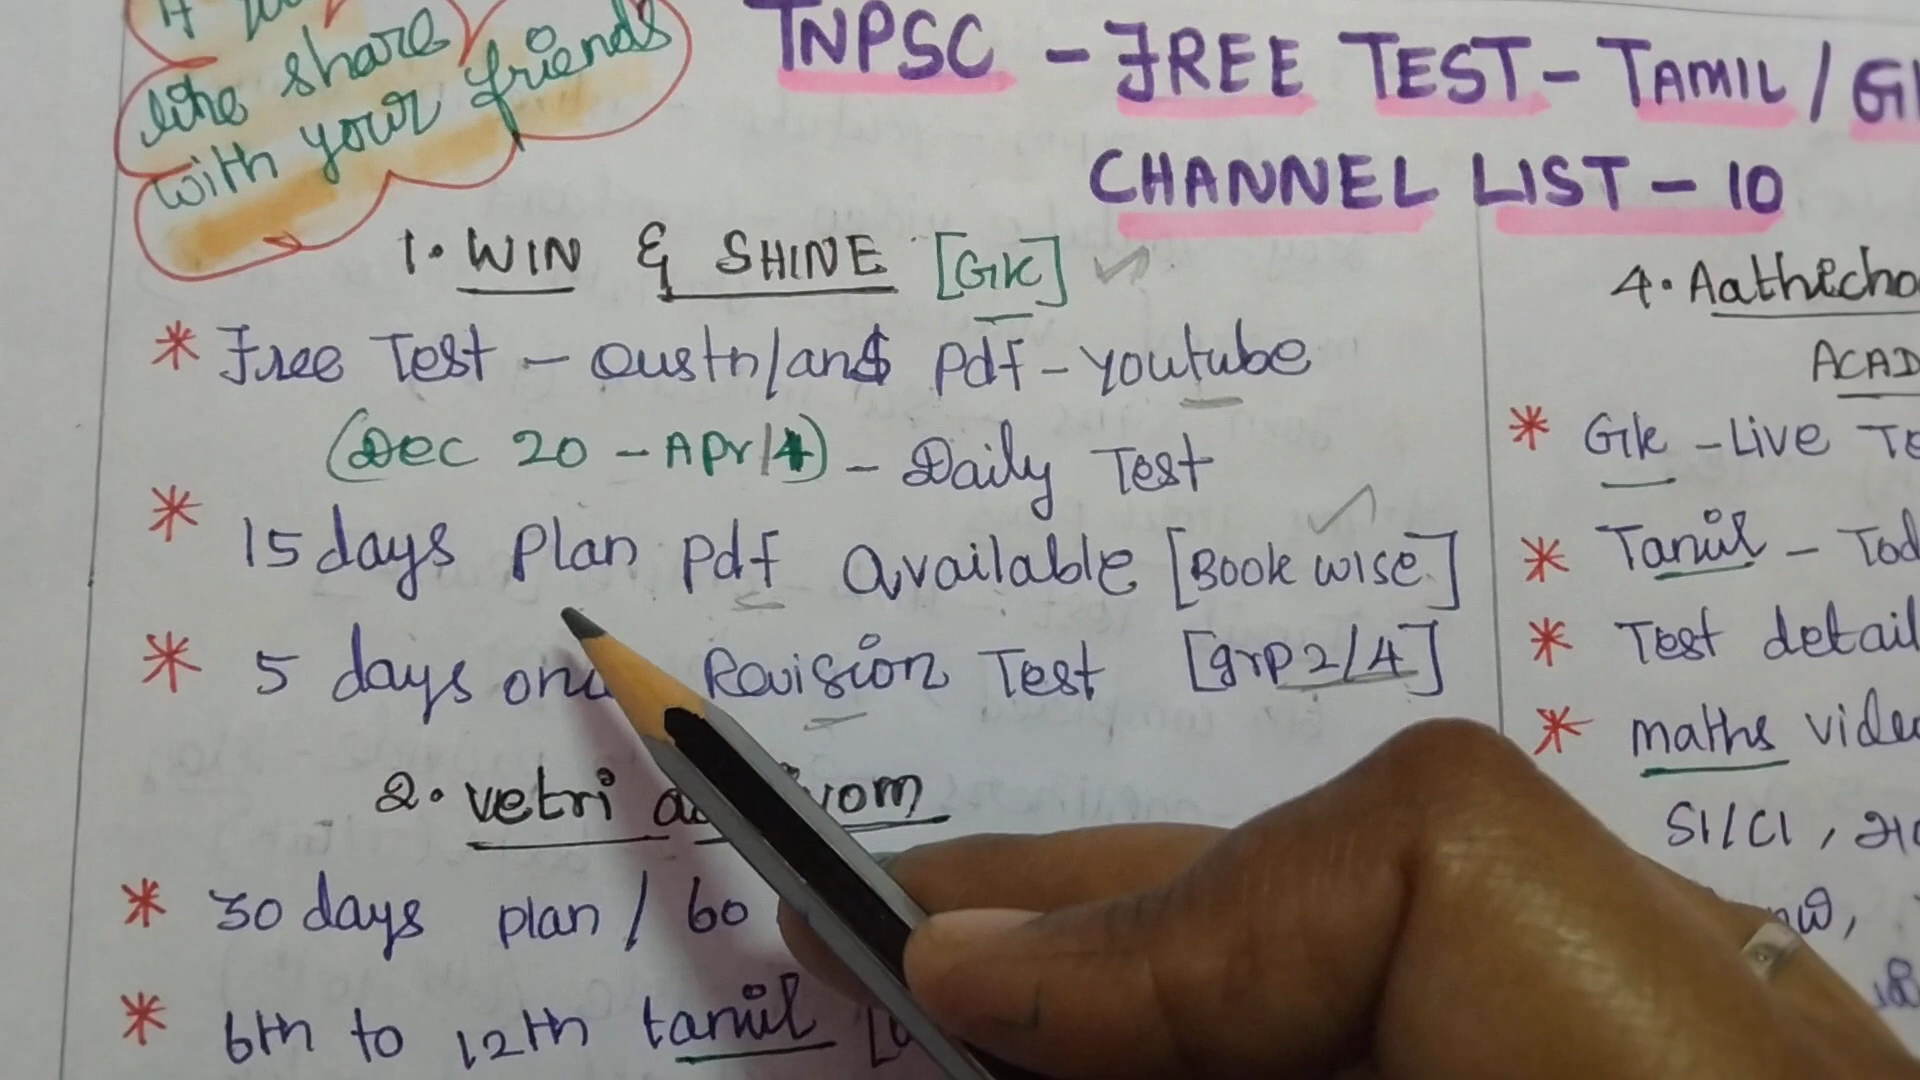 like share
with your friends
TNPSC - FREE TEST - TAMIL / GK
CHANNEL LIST - 10
1. WIN & SHINE [GK]
* Free Test - Oustn/ans pdf - youtube
(Dec 20 - Apr/4) - Daily Test
* 15 days Plan pdf available [Book wise]
* 5 days Revision Test [grp 2/4]
2. vetri
* 30 days plan / 60
* 6th to 12th tamil
4. Aathicho
ACAD
* GK - Live Te
* Tamil - Tod
* Test detail
* maths vide
SI/CI ,